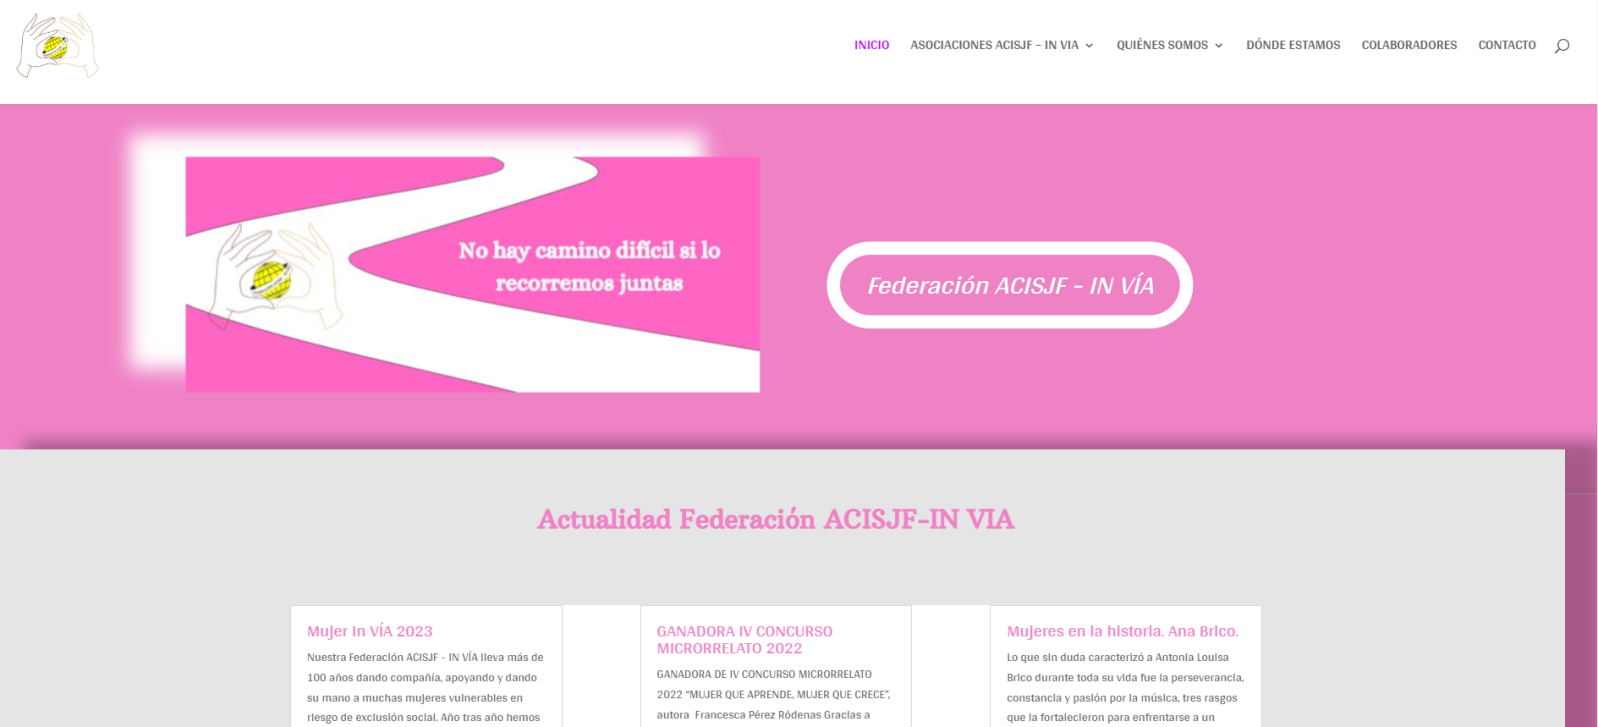 INICIO
ASOCIACIONES ACISJF – IN VIA
QUIÉNES SOMOS
DÓNDE ESTAMOS
COLABORADORES
CONTACTO
No hay camino difícil si lo
recorremos juntas
Federación ACISJF - IN VÍA
Actualidad Federación ACISJF-IN VIA
Mujer In VÍA 2023
Nuestra Federación ACISJF - IN VÍA lleva más de
100 años dando compañía, apoyando y dando
su mano a muchas mujeres vulnerables en
riesgo de exclusión social. Año tras año hemos
GANADORA IV CONCURSO
MICRORRELATO 2022
GANADORA DE IV CONCURSO MICRORRELATO
2022 “MUJER QUE APRENDE, MUJER QUE CRECE”,
autora Francesca Pérez Ródenas Gracias a
Mujeres en la historia. Ana Brico.
Lo que sin duda caracterizó a Antonia Louisa
Brico durante toda su vida fue la perseverancia,
constancia y pasión por la música, tres rasgos
que la fortalecieron para enfrentarse a un